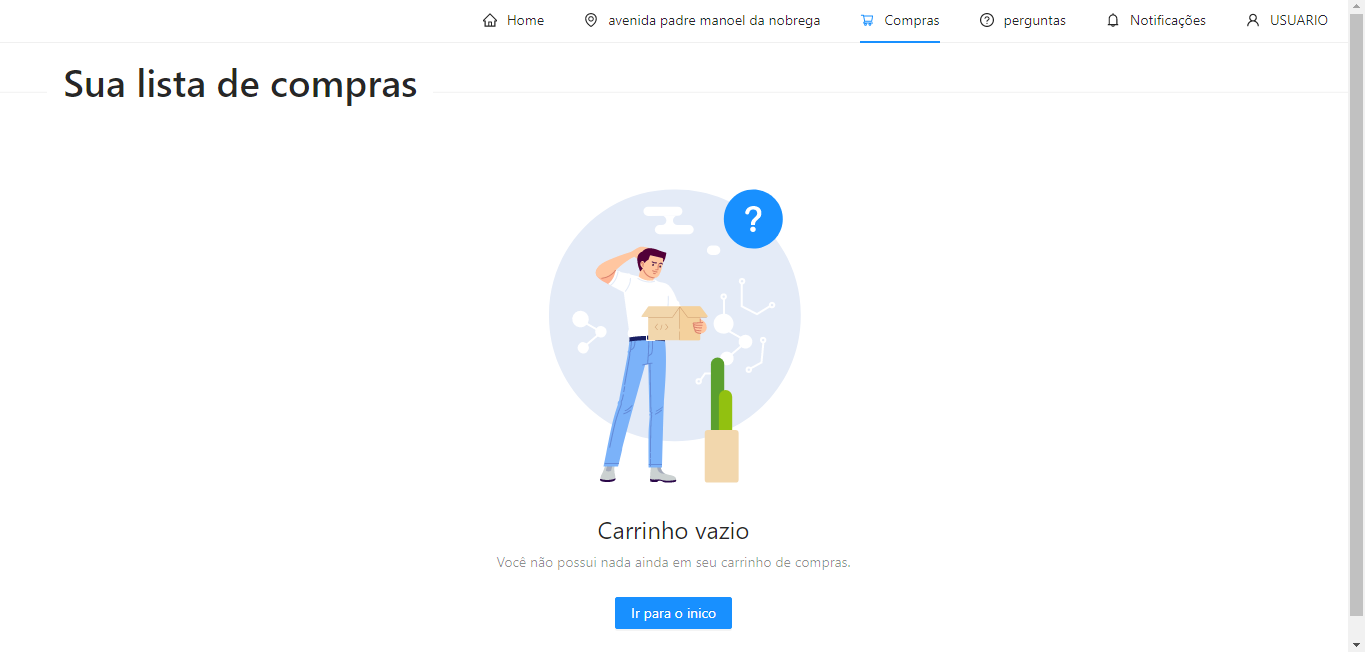 Home avenida padre manoel da nobrega Compras perguntas Notificações USUARIO
Sua lista de compras
?
</>
Carrinho vazio
Você não possui nada ainda em seu carrinho de compras.
Ir para o inico